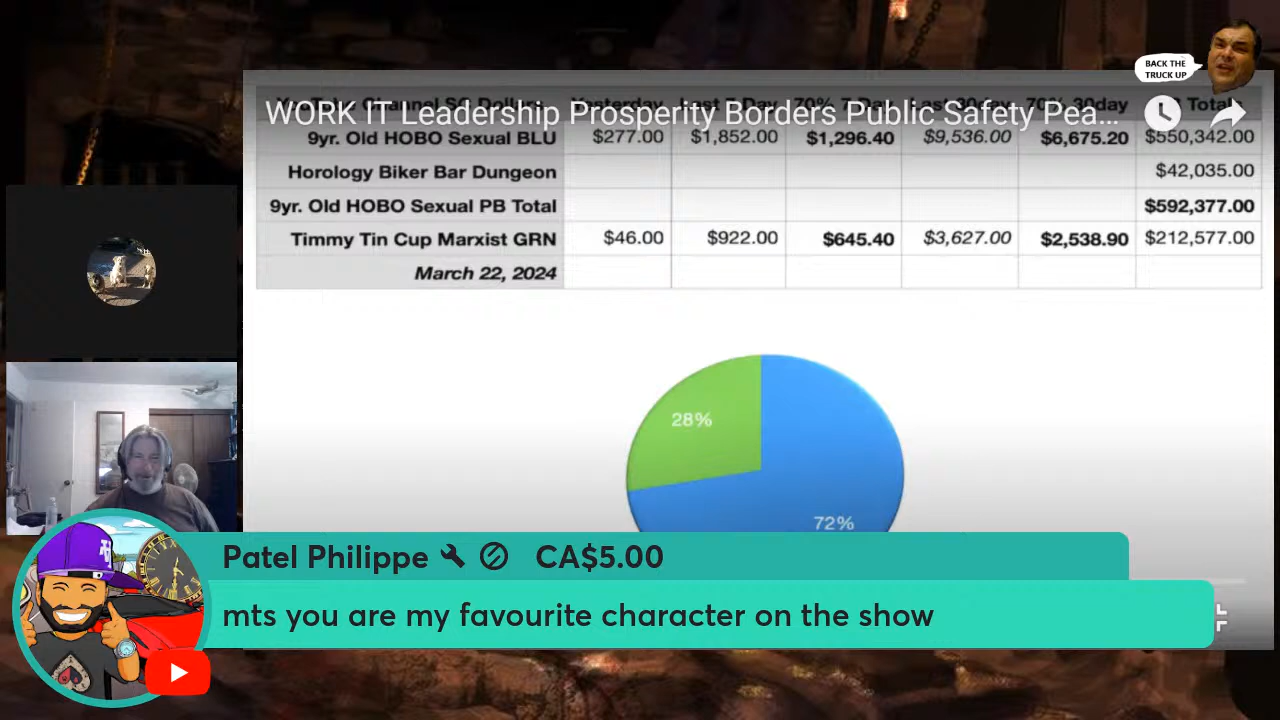 BACK THE
TRUCK UP
WORK IT Leadership Prosperity Borders Public Safety Pea...
9yr. Old HOBO Sexual BLU $277.00 $1,852.00 $1,296.40 $9,536.00 $6,675.20 $550,342.00
Horology Biker Bar Dungeon $42,035.00
9yr. Old HOBO Sexual PB Total $592,377.00
Timmy Tin Cup Marxist GRN $46.00 $922.00 $645.40 $3,627.00 $2,538.90 $212,577.00
March 22, 2024
28%
72%
Patel Philippe CA$5.00
mts you are my favourite character on the show